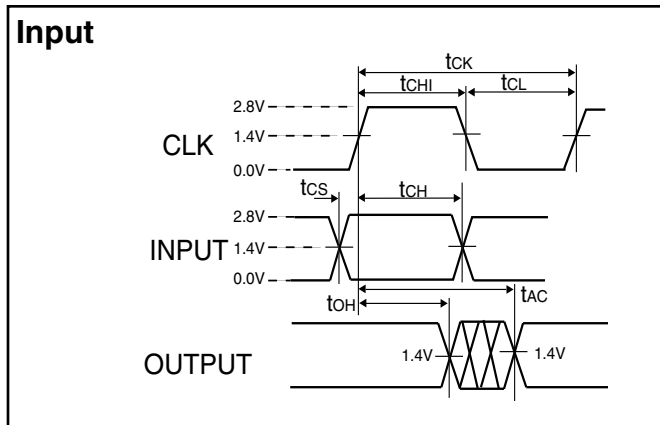 Input
tCK
tCHI tCL
2.8V
CLK 1.4V
0.0V
tCS tCH
2.8V
INPUT 1.4V
0.0V
tAC
tOH
OUTPUT 1.4V 1.4V